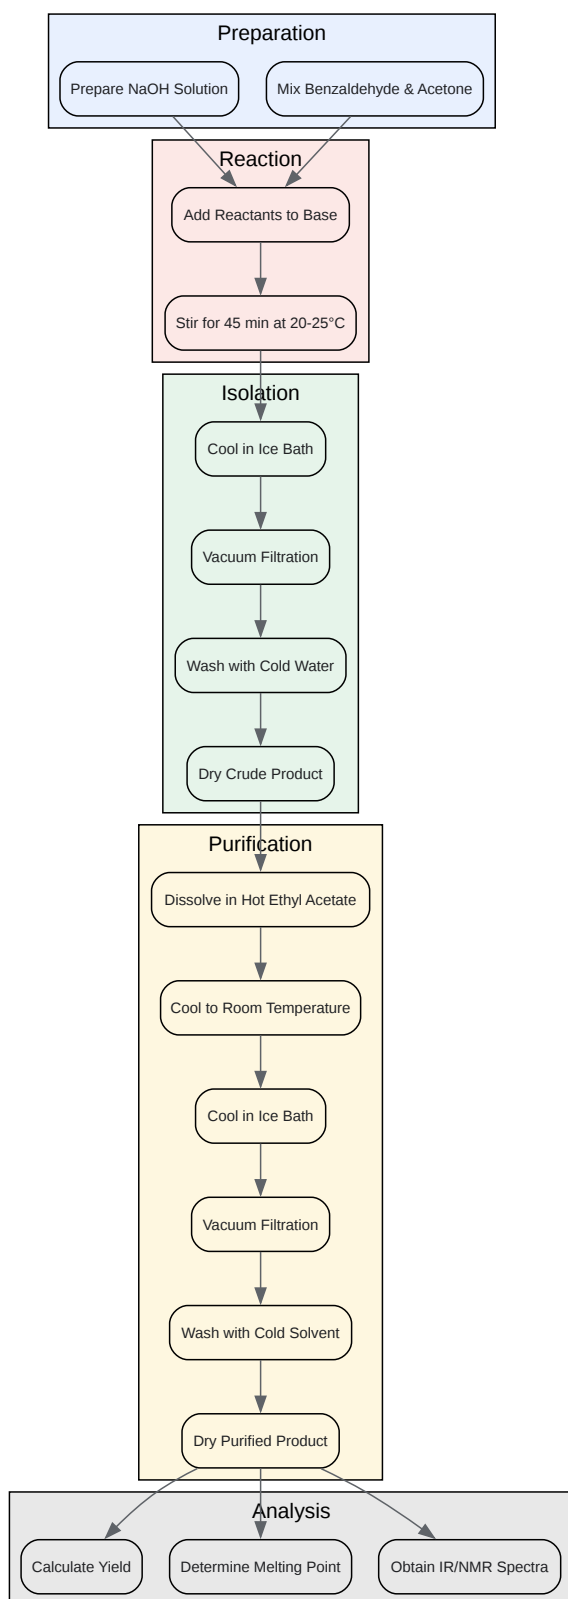 Preparation
Prepare NaOH Solution
Mix Benzaldehyde & Acetone
Reaction
Add Reactants to Base
Stir for 45 min at 20-25°C
Isolation
Cool in Ice Bath
Vacuum Filtration
Wash with Cold Water
Dry Crude Product
Purification
Dissolve in Hot Ethyl Acetate
Cool to Room Temperature
Cool in Ice Bath
Vacuum Filtration
Wash with Cold Solvent
Dry Purified Product
Analysis
Calculate Yield
Determine Melting Point
Obtain IR/NMR Spectra